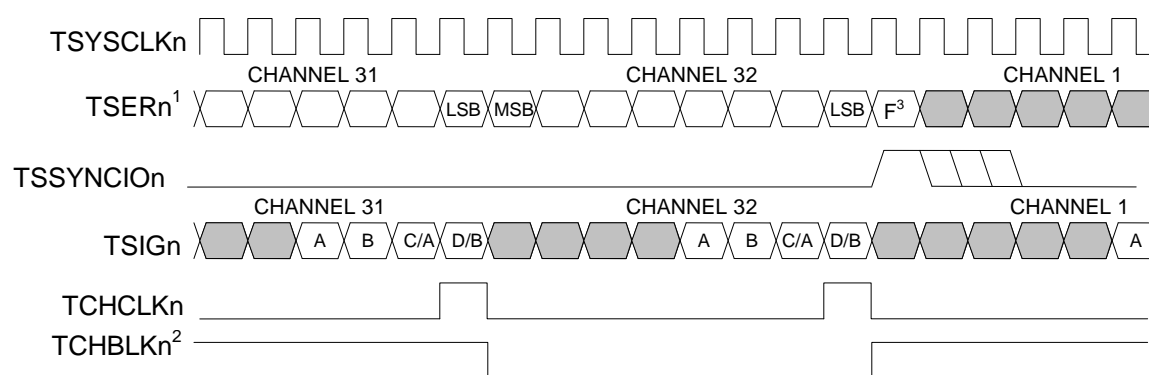 TSYSCLKn
CHANNEL 31 CHANNEL 32 CHANNEL 1
TSERn¹ LSB MSB LSB F³
TSSYNCIOn
CHANNEL 31 CHANNEL 32 CHANNEL 1
TSIGn A B C/A D/B A B C/A D/B A
TCHCLKn
TCHBLKn²